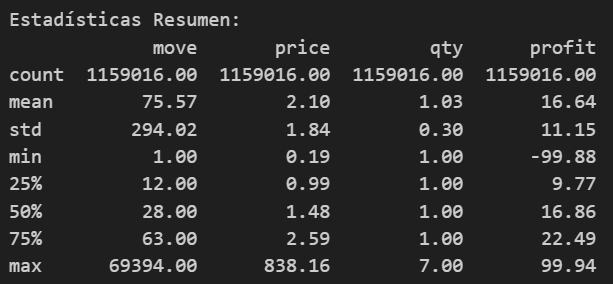 Estadísticas Resumen:
move price qty profit
count 1159016.00 1159016.00 1159016.00 1159016.00
mean 75.57 2.10 1.03 16.64
std 294.02 1.84 0.30 11.15
min 1.00 0.19 1.00 -99.88
25% 12.00 0.99 1.00 9.77
50% 28.00 1.48 1.00 16.86
75% 63.00 2.59 1.00 22.49
max 69394.00 838.16 7.00 99.94